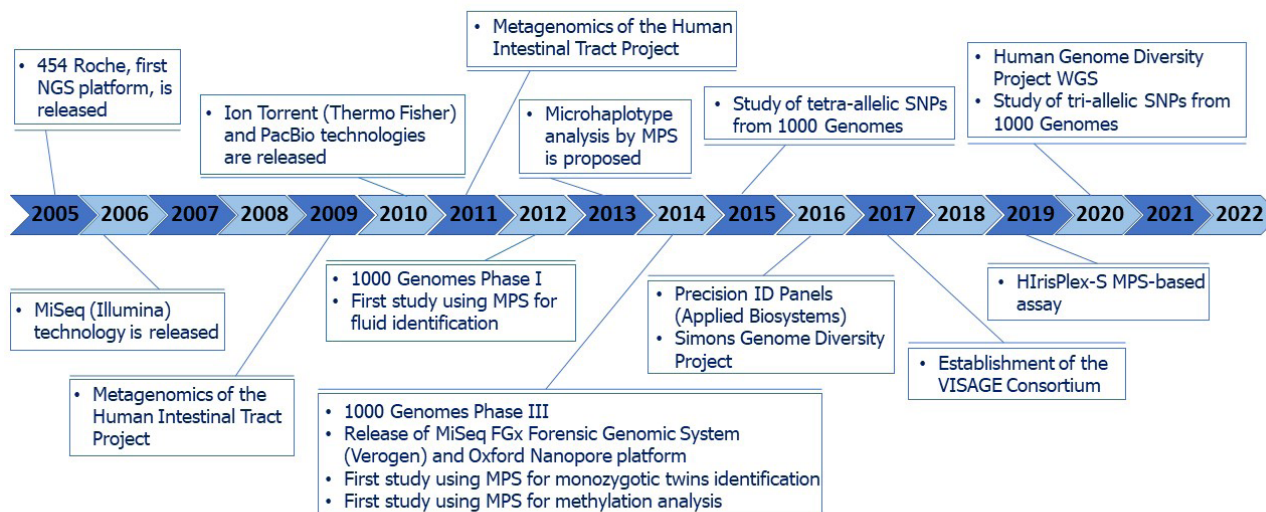 • Metagenomics of the Human
Intestinal Tract Project
• 454 Roche, first
NGS platform, is
released
• Ion Torrent (Thermo Fisher)
and PacBio technologies
are released
• Microhaplotype
analysis by MPS
is proposed
• Study of tetra-allelic SNPs
from 1000 Genomes
• Human Genome Diversity
Project WGS
• Study of tri-allelic SNPs from
1000 Genomes
2005 2006 2007 2008 2009 2010 2011 2012 2013 2014 2015 2016 2017 2018 2019 2020 2021 2022
• MiSeq (Illumina)
technology is released
• Metagenomics of the
Human Intestinal Tract
Project
• 1000 Genomes Phase I
• First study using MPS for
fluid identification
• 1000 Genomes Phase III
• Release of MiSeq FGx Forensic Genomic System
(Verogen) and Oxford Nanopore platform
• First study using MPS for monozygotic twins identification
• First study using MPS for methylation analysis
• Precision ID Panels
(Applied Biosystems)
• Simons Genome Diversity
Project
• Establishment of the
VISAGE Consortium
• HIrisPlex-S MPS-based
assay